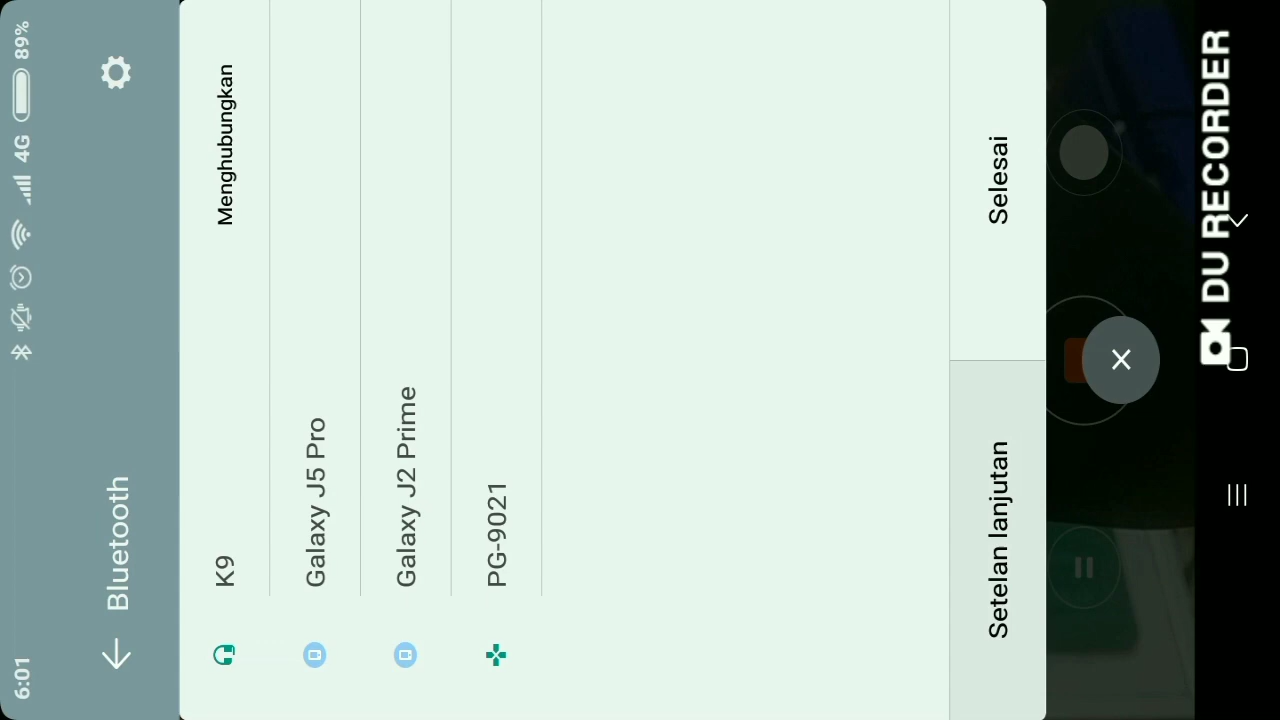 6:01 4G 89%
Bluetooth
K9 Menghubungkan
Galaxy J5 Pro
Galaxy J2 Prime
PG-9021
Setelan lanjutan Selesai
DU RECORDER